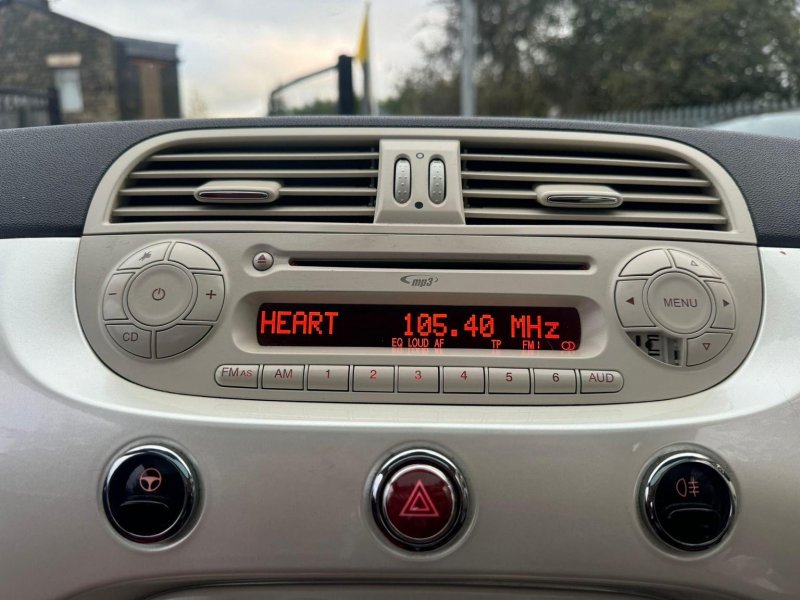 mp3
HEART 105.40 MHz
EQ LOUD AF TP FM1
CD
MENU
FM AS AM 1 2 3 4 5 6 AUD